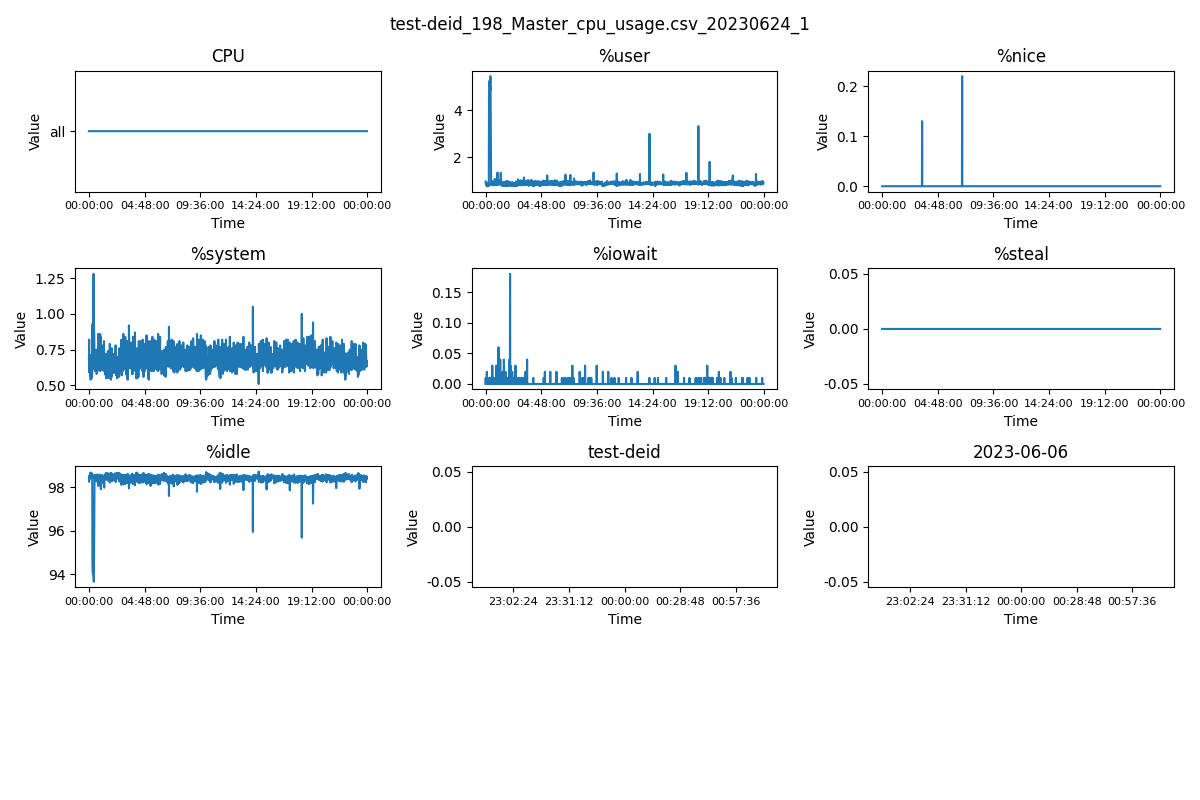 test-deid_198_Master_cpu_usage.csv_20230624_1
CPU
Value
all
00:00:00 04:48:00 09:36:00 14:24:00 19:12:00 00:00:00
Time
%user
Value
4
2
00:00:00 04:48:00 09:36:00 14:24:00 19:12:00 00:00:00
Time
%nice
Value
0.2
0.1
0.0
00:00:00 04:48:00 09:36:00 14:24:00 19:12:00 00:00:00
Time
%system
Value
1.25
1.00
0.75
0.50
00:00:00 04:48:00 09:36:00 14:24:00 19:12:00 00:00:00
Time
%iowait
Value
0.15
0.10
0.05
0.00
00:00:00 04:48:00 09:36:00 14:24:00 19:12:00 00:00:00
Time
%steal
Value
0.05
0.00
-0.05
00:00:00 04:48:00 09:36:00 14:24:00 19:12:00 00:00:00
Time
%idle
Value
98
96
94
00:00:00 04:48:00 09:36:00 14:24:00 19:12:00 00:00:00
Time
test-deid
Value
0.05
0.00
-0.05
23:02:24 23:31:12 00:00:00 00:28:48 00:57:36
Time
2023-06-06
Value
0.05
0.00
-0.05
23:02:24 23:31:12 00:00:00 00:28:48 00:57:36
Time